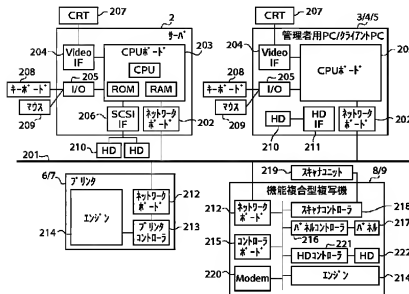 CRT 207
2
サーバ
204 Video IF
CPUボード 203
CPU
ROM RAM
208 キーボード
205 I/O
マウス
209
206 SCSI IF
ネットワークボード 202
210 HD HD
CRT 207
3/4/5
管理者用PC/クライアントPC
204 Video IF
CPUボード
208 キーボード
205 I/O
マウス
209
HD HD IF
210 211
ネットワークボード 202
201
6/7 プリンタ
エンジン
214
ネットワークボード 212
プリンタコントローラ 213
219 スキャナユニット 8/9
機能複合型複写機
212 ネットワークボード
スキャナコントローラ 218
パネルコントローラ パネル 217
216
215 コントローラボード
221
HDコントローラ HD 222
220 Modem
エンジン 214